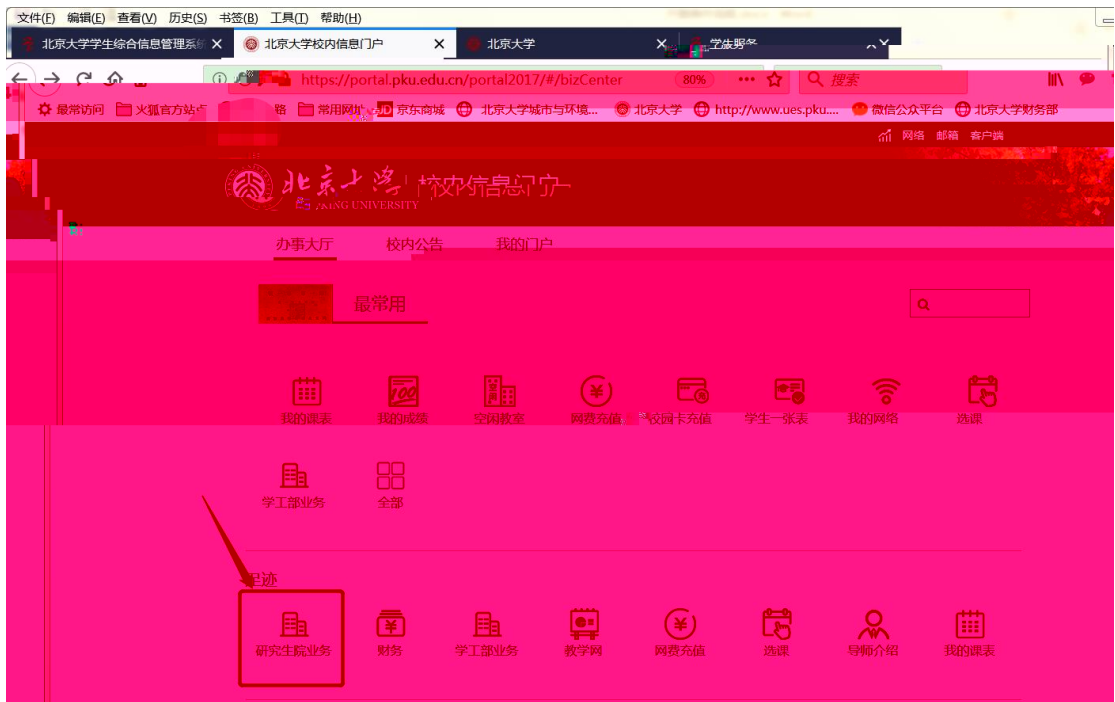 文件(F) 编辑(E) 查看(V) 历史(S) 书签(B) 工具(T) 帮助(H)
北京大学学生综合信息管理系统 北京大学校内信息门户 北京大学
https://portal.pku.edu.cn/portal2017/#/bizCenter 80% 搜索
最常访问 火狐官方站点 常用网址 JD 京东商城 北京大学城市与环境... 北京大学 http://www.ues.pku.... 微信公众平台 北京大学财务部
网络 邮箱 客户端
北京大学 校内信息门户
UNIVERSITY
办事大厅 校内公告 我的门户
最常用
我的课表 我的成绩 空闲教室 网费充值 校园卡充值 学生一张表 我的网络 选课
学工部业务 全部
足迹
研究生院业务 财务 学工部业务 教学网 网费充值 选课 导师介绍 我的课表